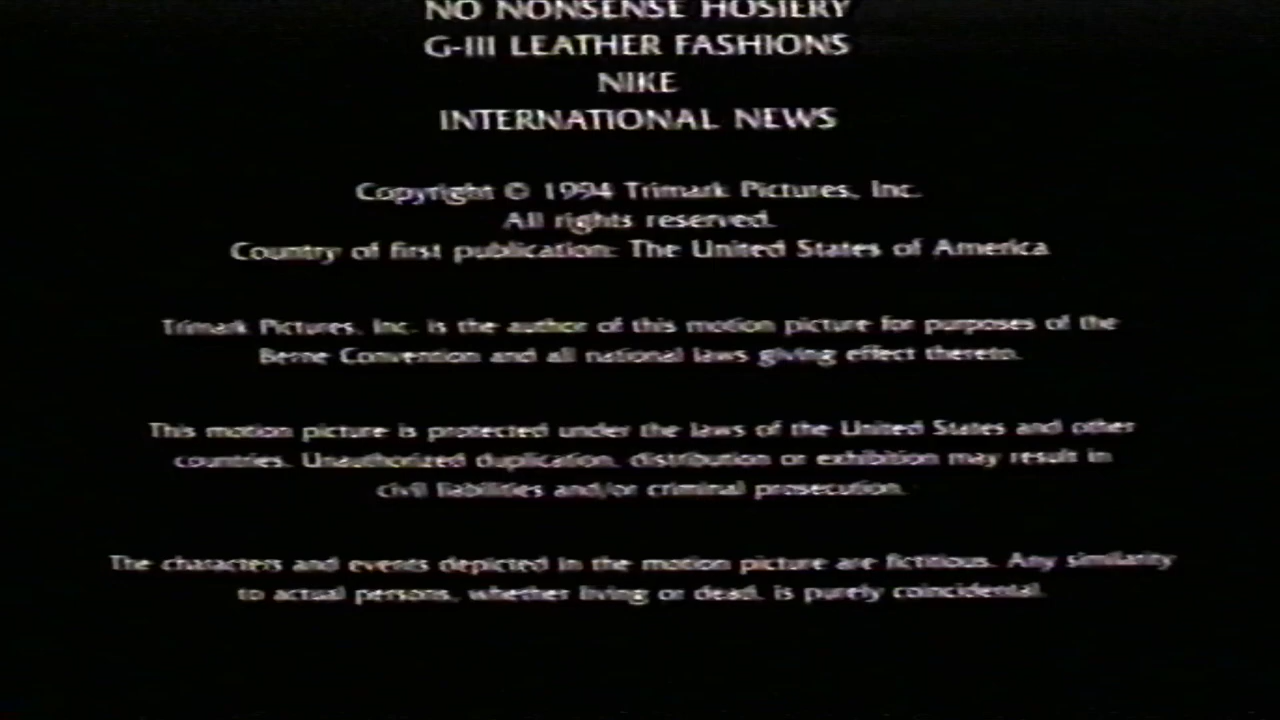 NO NONSENSE HOSIERY
G-III LEATHER FASHIONS
NIKE
INTERNATIONAL NEWS
Copyright © 1994 Trimark Pictures, Inc.
All rights reserved.
Country of first publication: The United States of America
Trimark Pictures, Inc. is the author of this motion picture for purposes of the
Berne Convention and all national laws giving effect thereto.
This motion picture is protected under the laws of the United States and other
countries. Unauthorized duplication, distribution or exhibition may result in
civil liabilities and/or criminal prosecution.
The characters and events depicted in the motion picture are fictitious. Any similarity
to actual persons, whether living or dead, is purely coincidental.